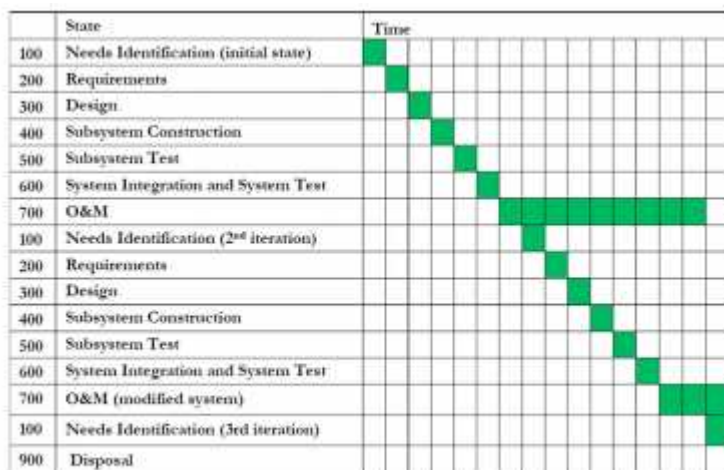 State Time
100 Needs Identification (initial state)
200 Requirements
300 Design
400 Subsystem Construction
500 Subsystem Test
600 System Integration and System Test
700 O&M
100 Needs Identification (2nd iteration)
200 Requirements
300 Design
400 Subsystem Construction
500 Subsystem Test
600 System Integration and System Test
700 O&M (modified system)
100 Needs Identification (3rd iteration)
900 Disposal